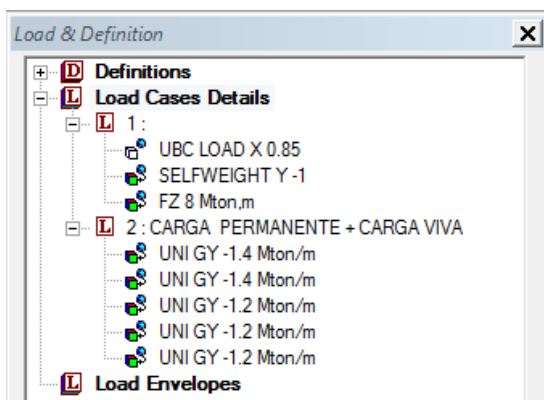 Load & Definition
Definitions
Load Cases Details
1 :
UBC LOAD X 0.85
SELFWEIGHT Y -1
FZ 8 Mton,m
2 : CARGA PERMANENTE + CARGA VIVA
UNI GY -1.4 Mton/m
UNI GY -1.4 Mton/m
UNI GY -1.2 Mton/m
UNI GY -1.2 Mton/m
UNI GY -1.2 Mton/m
Load Envelopes